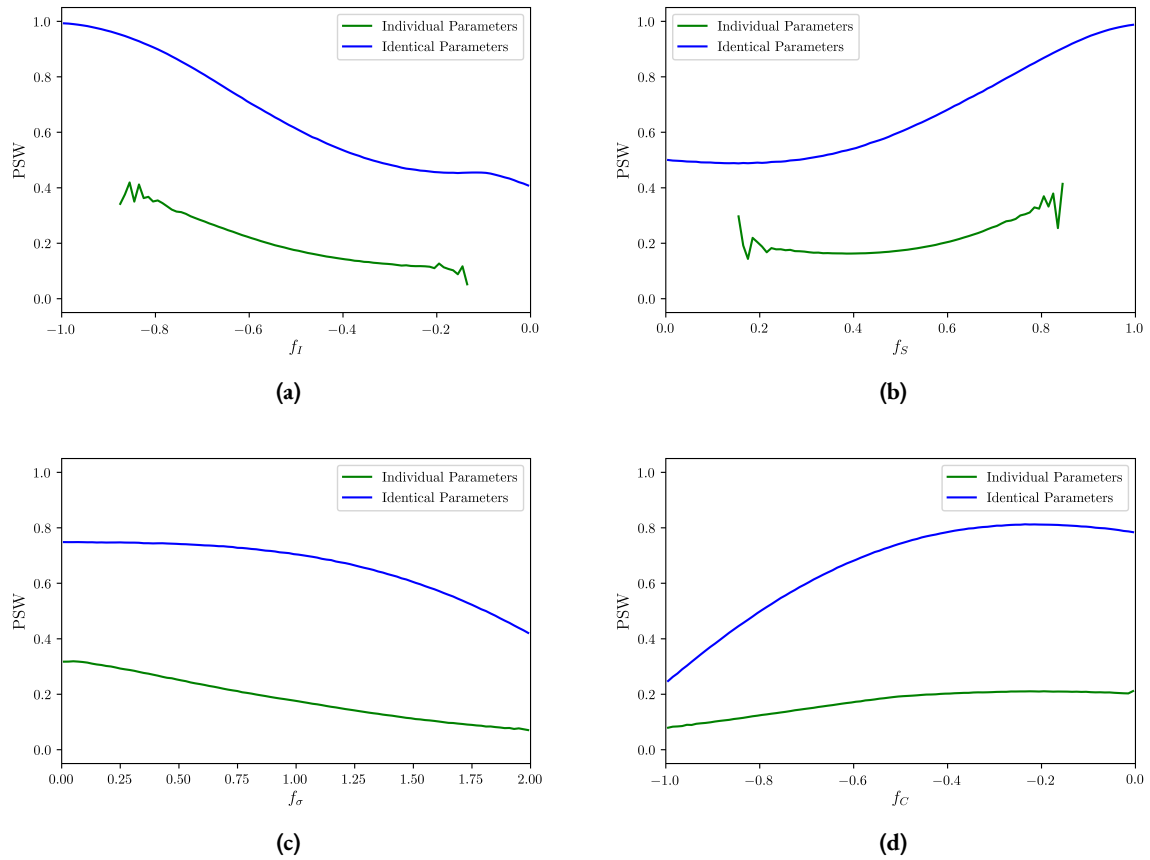 1.0
0.8
0.6
0.4
0.2
0.0
PSW
−1.0 −0.8 −0.6 −0.4 −0.2 0.0
f_I
Individual Parameters
Identical Parameters
(a)
1.0
0.8
0.6
0.4
0.2
0.0
PSW
0.0 0.2 0.4 0.6 0.8 1.0
f_S
Individual Parameters
Identical Parameters
(b)
1.0
0.8
0.6
0.4
0.2
0.0
PSW
0.00 0.25 0.50 0.75 1.00 1.25 1.50 1.75 2.00
f_σ
Individual Parameters
Identical Parameters
(c)
1.0
0.8
0.6
0.4
0.2
0.0
PSW
−1.0 −0.8 −0.6 −0.4 −0.2 0.0
f_C
Individual Parameters
Identical Parameters
(d)